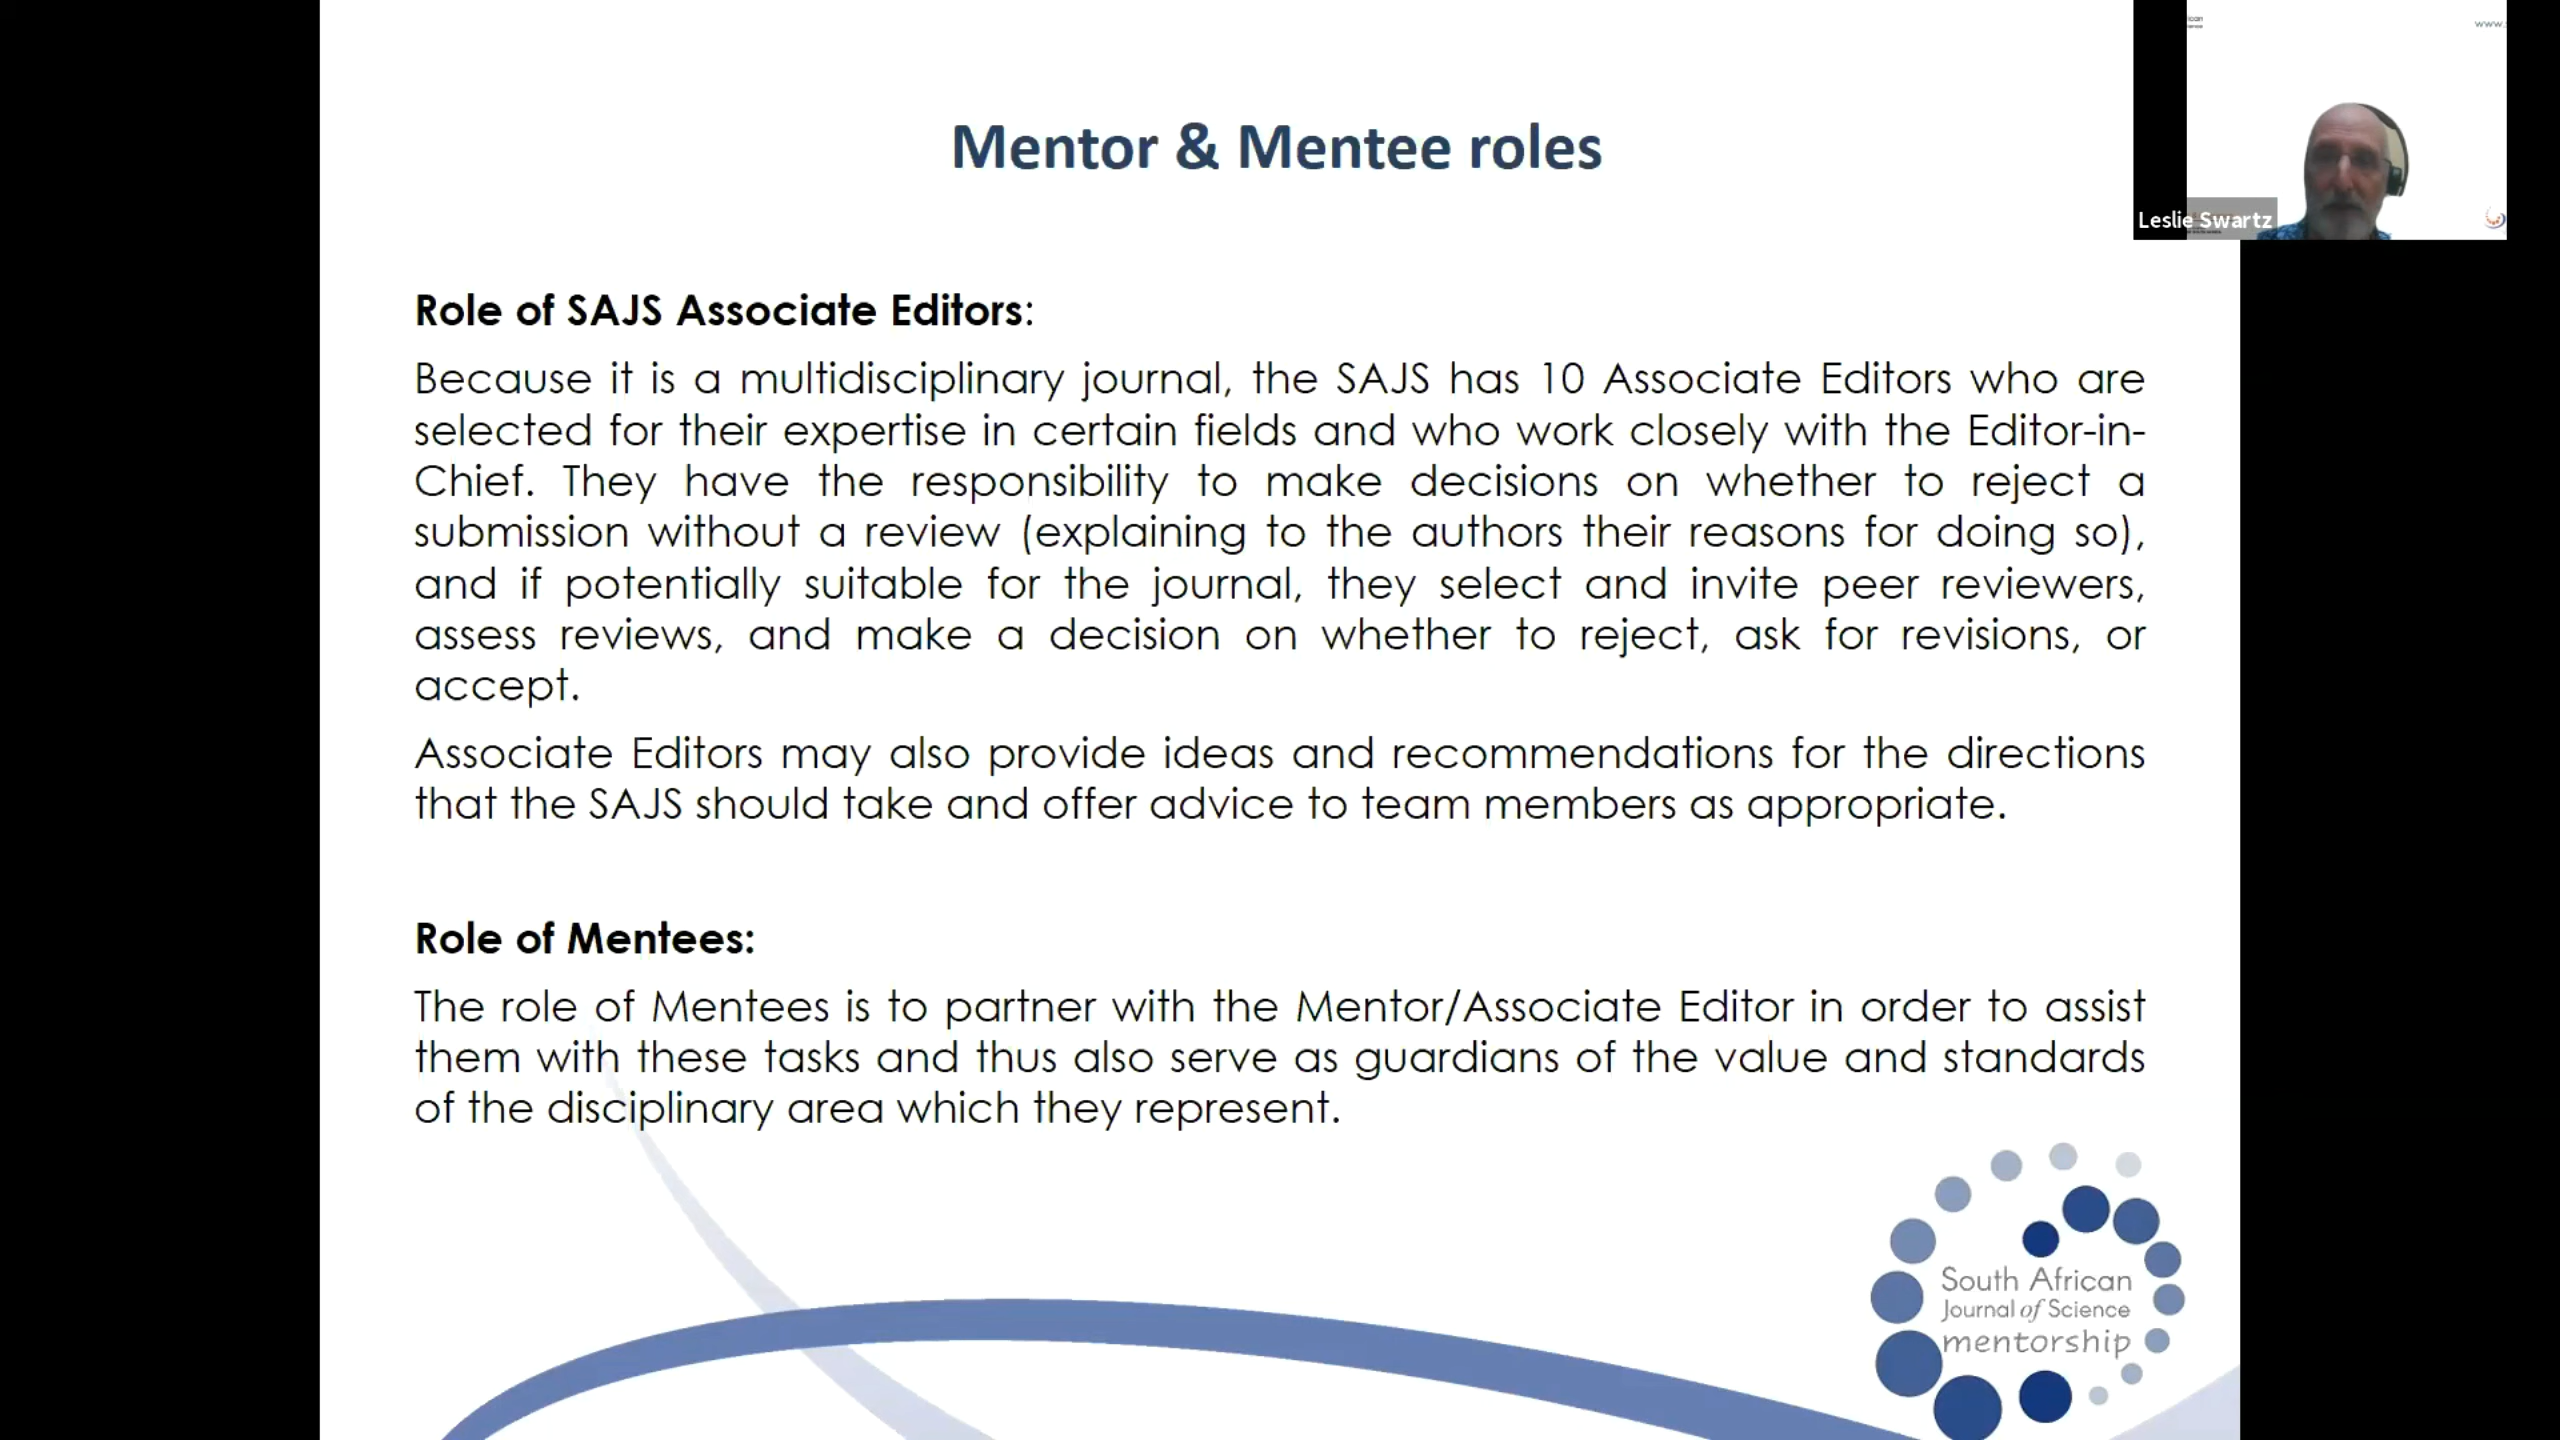 Mentor & Mentee roles
www.
Leslie Swartz
Role of SAJS Associate Editors:
Because it is a multidisciplinary journal, the SAJS has 10 Associate Editors who are
selected for their expertise in certain fields and who work closely with the Editor-in-
Chief. They have the responsibility to make decisions on whether to reject a
submission without a review (explaining to the authors their reasons for doing so),
and if potentially suitable for the journal, they select and invite peer reviewers,
assess reviews, and make a decision on whether to reject, ask for revisions, or
accept.
Associate Editors may also provide ideas and recommendations for the directions
that the SAJS should take and offer advice to team members as appropriate.
Role of Mentees:
The role of Mentees is to partner with the Mentor/Associate Editor in order to assist
them with these tasks and thus also serve as guardians of the value and standards
of the disciplinary area which they represent.
South African
Journal of Science
mentorship